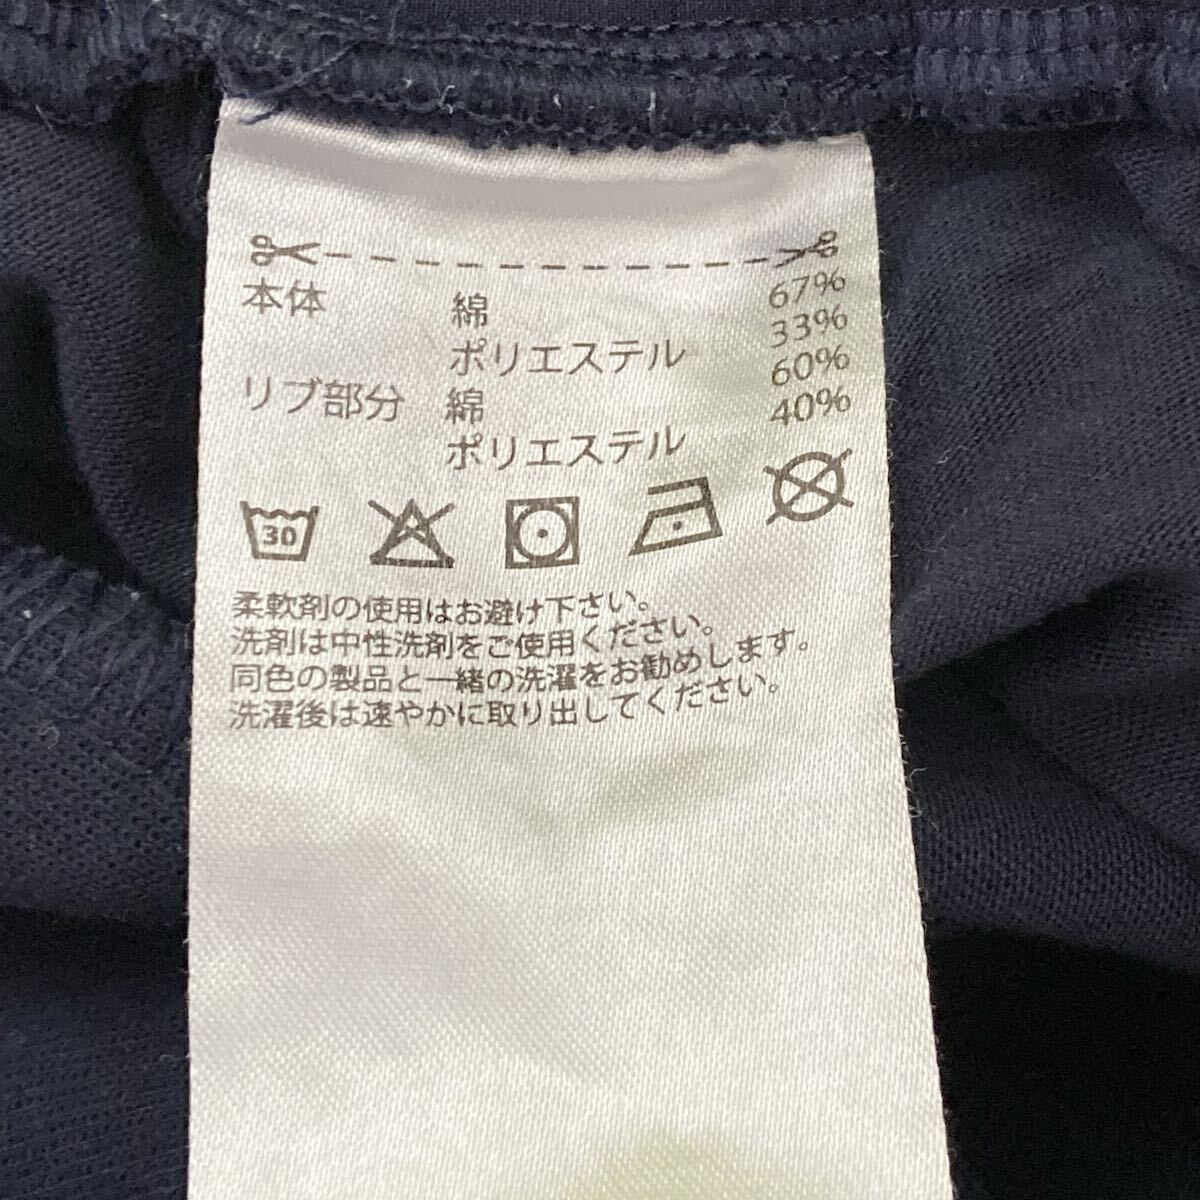 本体 綿 67%
ポリエステル 33%
リブ部分 綿 60%
ポリエステル 40%
30
柔軟剤の使用はお避け下さい。
洗剤は中性洗剤をご使用ください。
同色の製品と一緒の洗濯をお勧めします。
洗濯後は速やかに取り出してください。